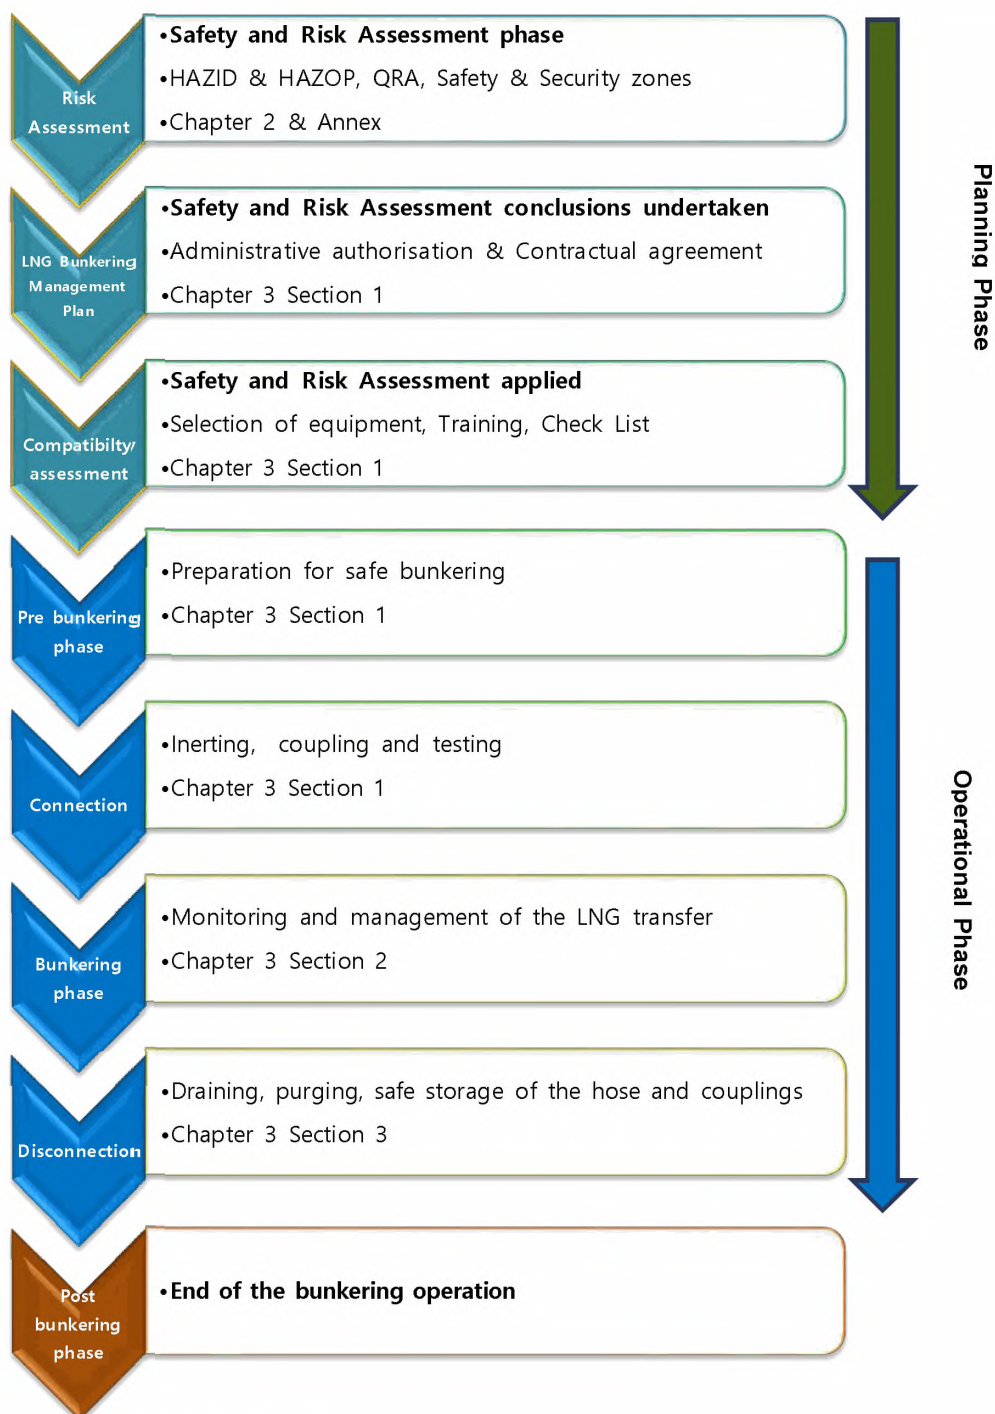 Risk
Assessment
•Safety and Risk Assessment phase
•HAZID & HAZOP, QRA, Safety & Security zones
•Chapter 2 & Annex
LNG Bunkering
Management
Plan
•Safety and Risk Assessment conclusions undertaken
•Administrative authorisation & Contractual agreement
•Chapter 3 Section 1
Compatibilty/
assessment
•Safety and Risk Assessment applied
•Selection of equipment, Training, Check List
•Chapter 3 Section 1
Planning Phase
Pre bunkering
phase
•Preparation for safe bunkering
•Chapter 3 Section 1
Connection
•Inerting, coupling and testing
•Chapter 3 Section 1
Bunkering
phase
•Monitoring and management of the LNG transfer
•Chapter 3 Section 2
Disconnection
•Draining, purging, safe storage of the hose and couplings
•Chapter 3 Section 3
Operational Phase
Post
bunkering
phase
•End of the bunkering operation